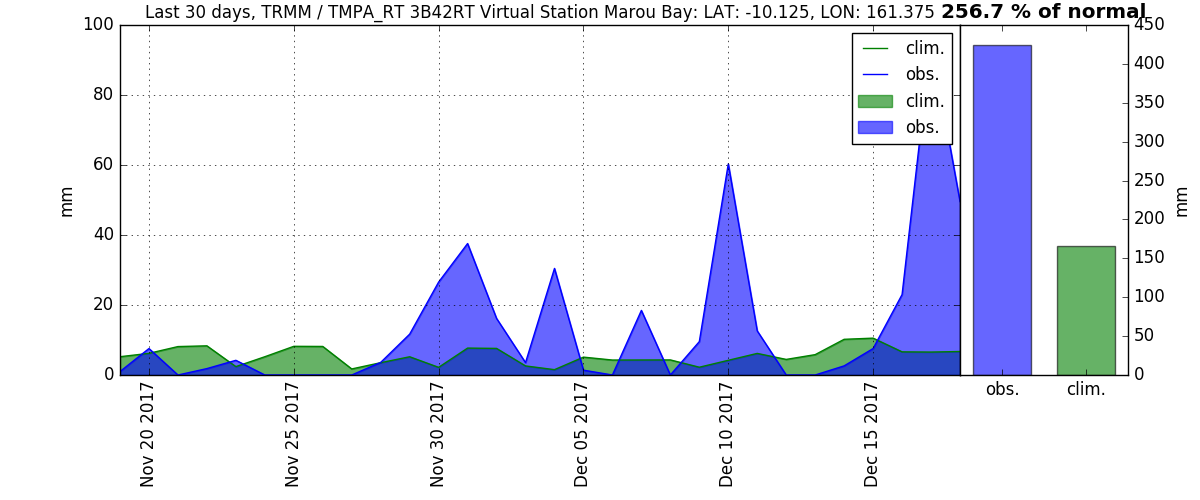 Last 30 days, TRMM / TMPA_RT 3B42RT Virtual Station Marou Bay: LAT: -10.125, LON: 161.375 256.7 % of normal
100
80
60
40
20
0
mm
clim.
obs.
clim.
obs.
450
400
350
300
250
200
150
100
50
0
mm
Nov 20 2017
Nov 25 2017
Nov 30 2017
Dec 05 2017
Dec 10 2017
Dec 15 2017
obs.
clim.